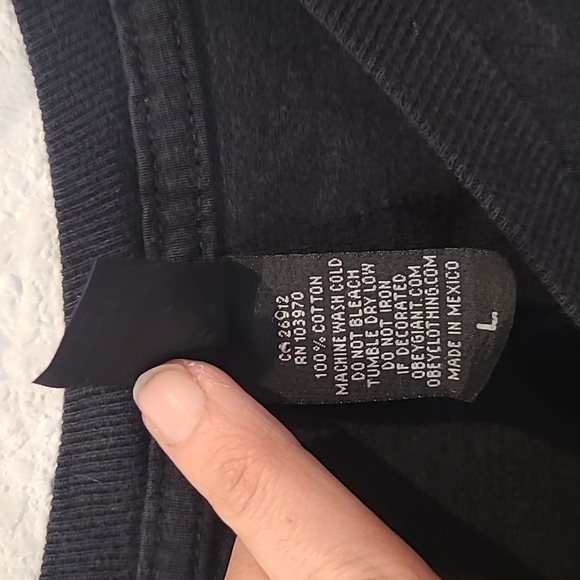 CA 26912
RN 103970
100% COTTON
MACHINE WASH COLD
DO NOT BLEACH
TUMBLE DRY LOW
DO NOT IRON
IF DECORATED
OBEYGIANT.COM
OBEYCLOTHING.COM
MADE IN MEXICO
L